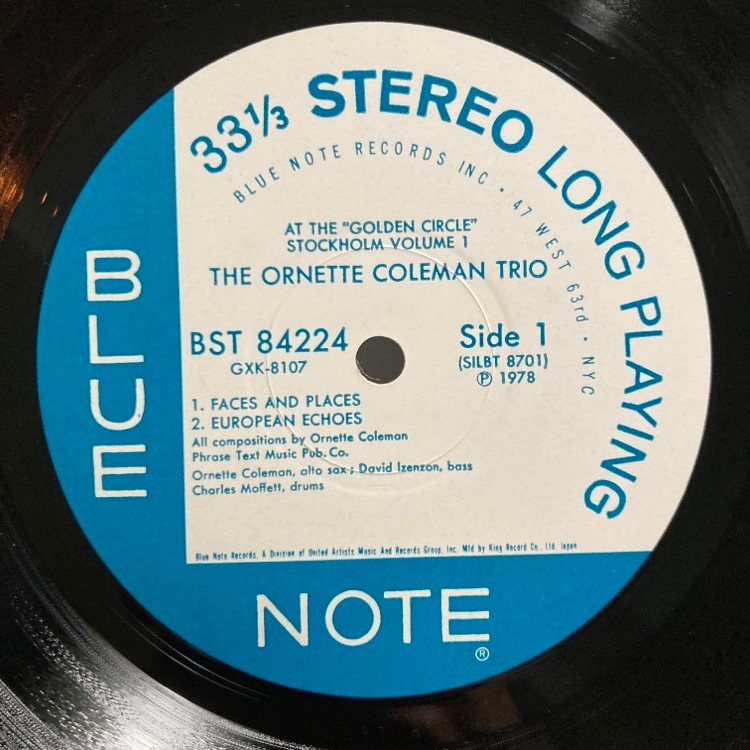 33⅓ STEREO LONG PLAYING
BLUE NOTE RECORDS INC • 47 WEST 63rd • NYC
AT THE "GOLDEN CIRCLE"
STOCKHOLM VOLUME 1
THE ORNETTE COLEMAN TRIO
BST 84224
GXK-8107
Side 1
(SILBT 8701)
Ⓟ 1978
1. FACES AND PLACES
2. EUROPEAN ECHOES
All compositions by Ornette Coleman
Phrase Text Music Pub. Co.
Ornette Coleman, alto sax ; David Izenzon, bass
Charles Moffett, drums
Blue Note Records, A Division of United Artists Music And Records Group, Inc. Mfd by King Record Co., Ltd. Japan
BLUE
NOTE®